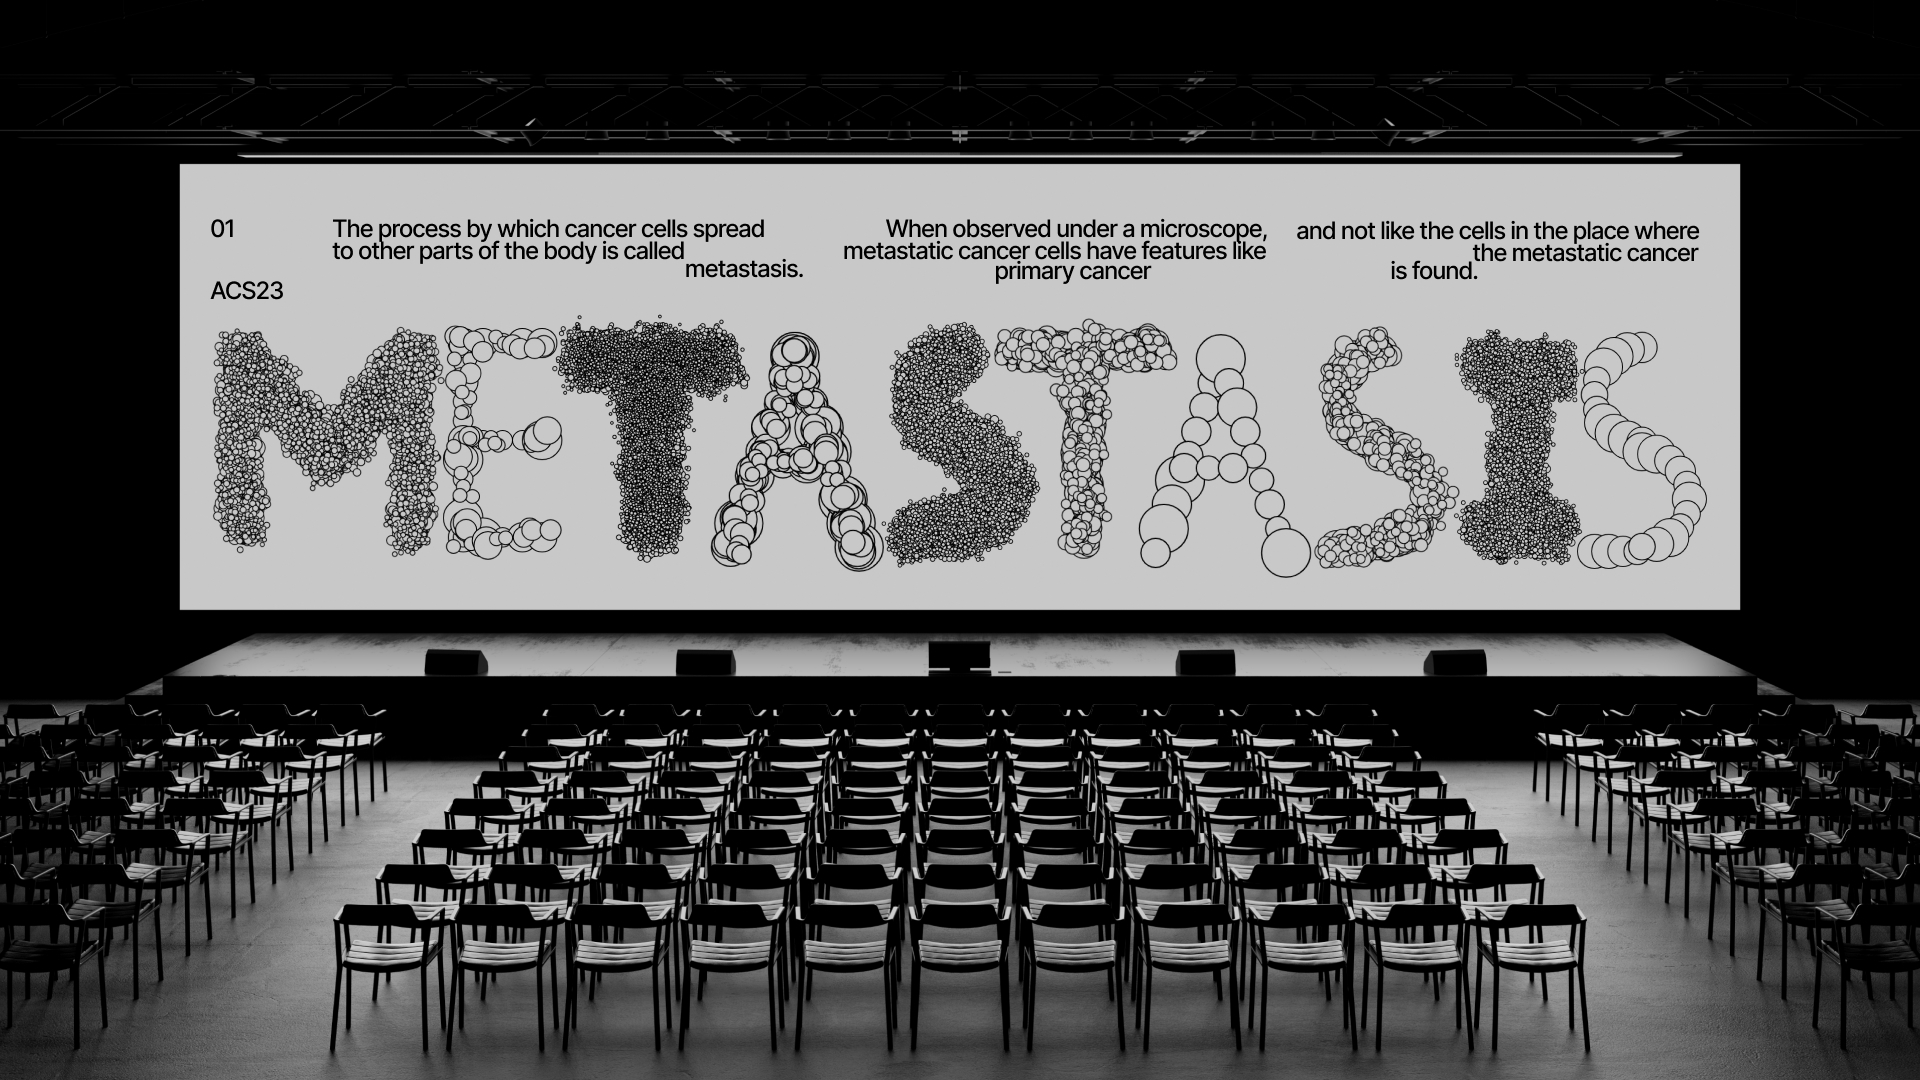 01
ACS23
The process by which cancer cells spread
to other parts of the body is called
metastasis.
When observed under a microscope,
metastatic cancer cells have features like
primary cancer
and not like the cells in the place where
the metastatic cancer
is found.
METASTASIS